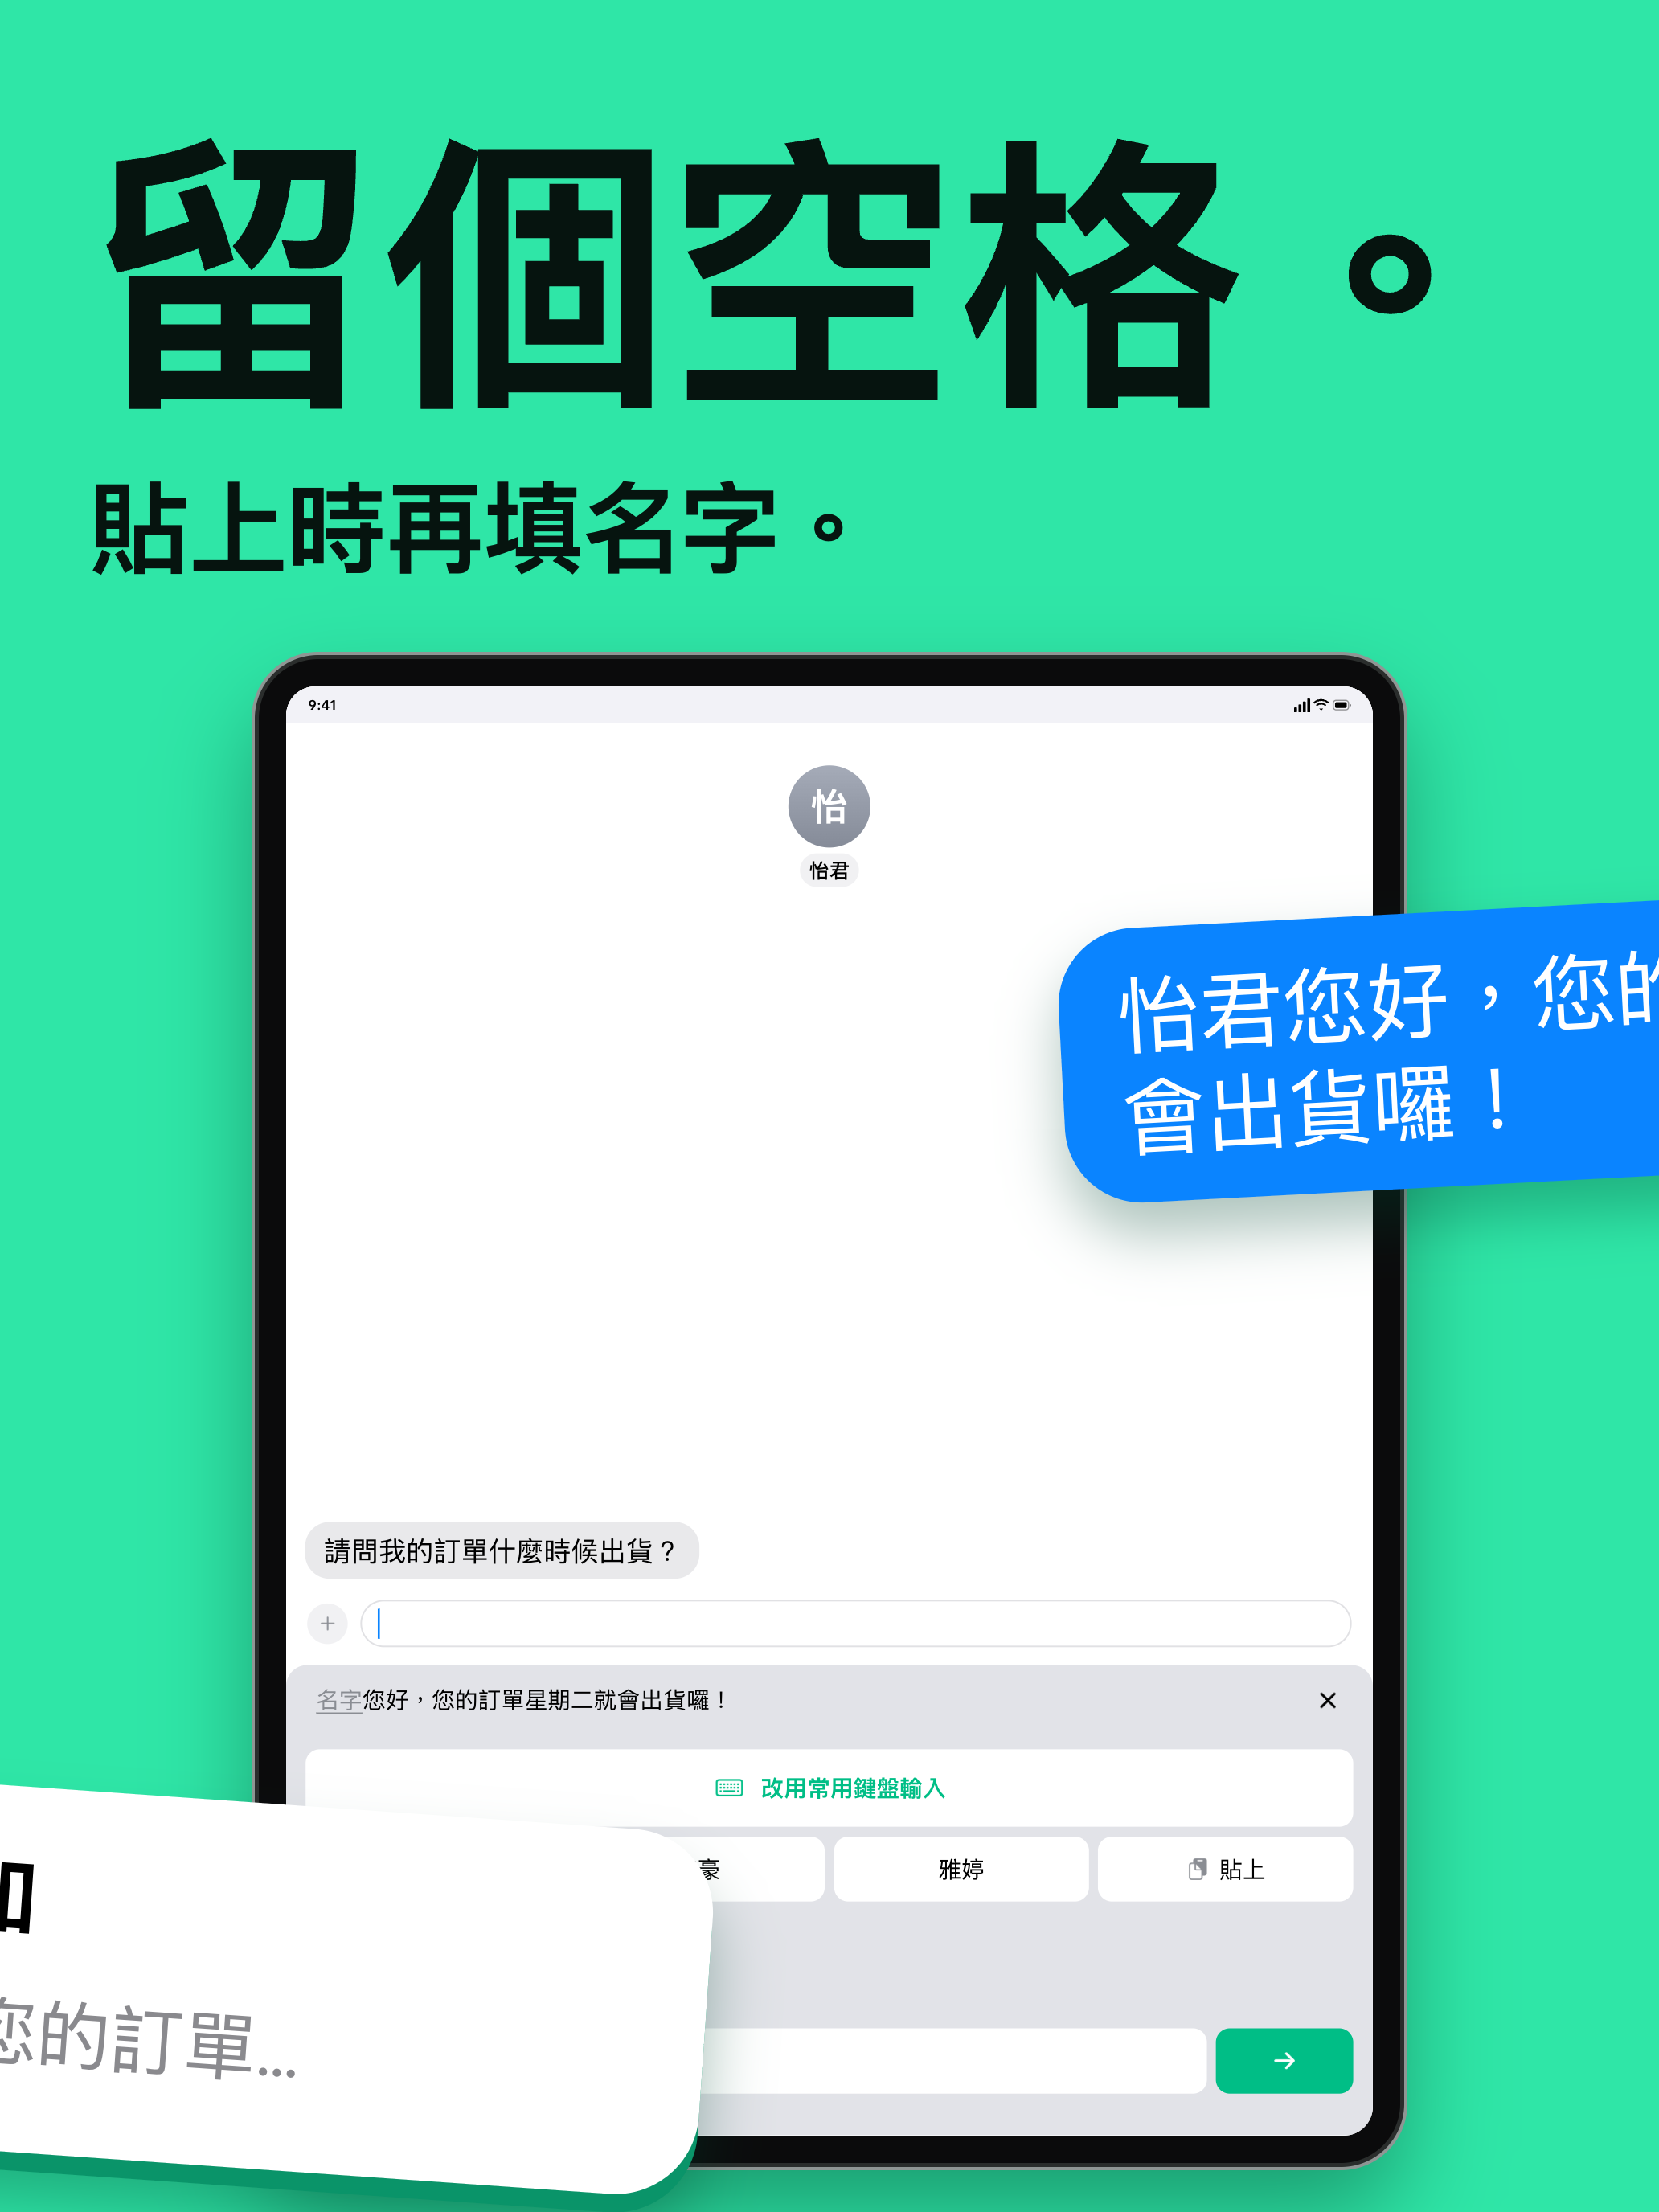 留個空格。
貼上時再填名字。
9:41
怡
怡君
怡君您好，您的
會出貨囉！
請問我的訂單什麼時候出貨？
名字您好，您的訂單星期二就會出貨囉！
改用常用鍵盤輸入
豪
雅婷
貼上
您的訂單...